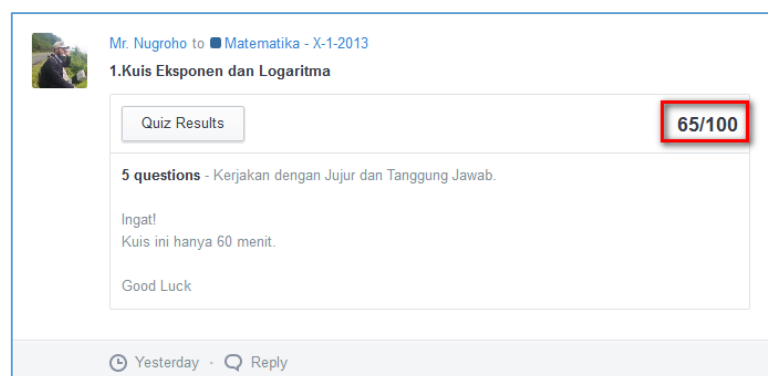 Mr. Nugroho to Matematika - X-1-2013
1.Kuis Eksponen dan Logaritma
Quiz Results
65/100
5 questions - Kerjakan dengan Jujur dan Tanggung Jawab.
Ingat!
Kuis ini hanya 60 menit.
Good Luck
Yesterday · Reply